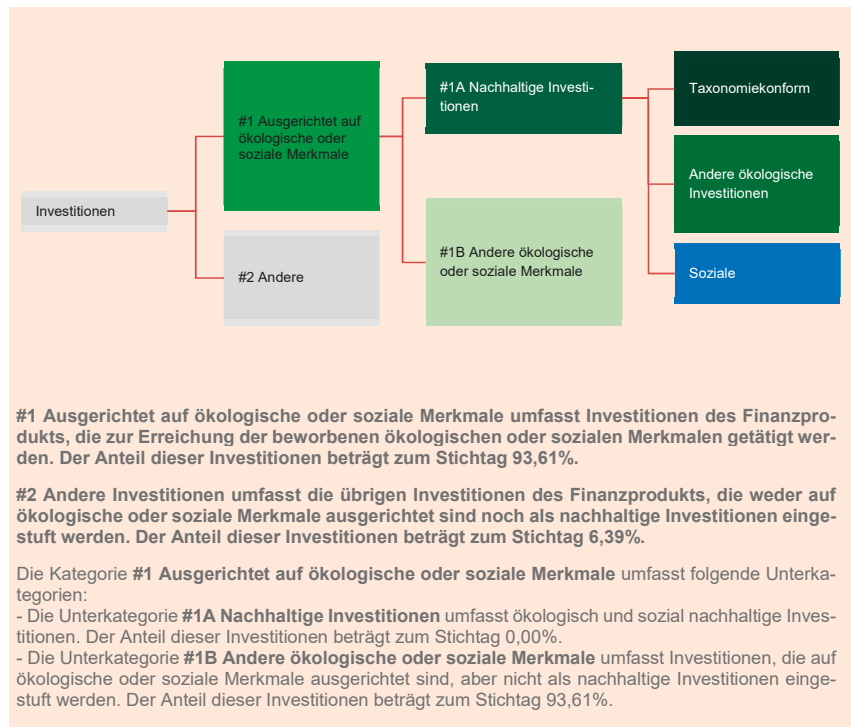 Investitionen
#1 Ausgerichtet auf
ökologische oder
soziale Merkmale
#2 Andere
#1A Nachhaltige Investi-
tionen
#1B Andere ökologische
oder soziale Merkmale
Taxonomiekonform
Andere ökologische
Investitionen
Soziale
#1 Ausgerichtet auf ökologische oder soziale Merkmale umfasst Investitionen des Finanzpro-
dukts, die zur Erreichung der beworbenen ökologischen oder sozialen Merkmalen getätigt wer-
den. Der Anteil dieser Investitionen beträgt zum Stichtag 93,61%.
#2 Andere Investitionen umfasst die übrigen Investitionen des Finanzprodukts, die weder auf
ökologische oder soziale Merkmale ausgerichtet sind noch als nachhaltige Investitionen einge-
stuft werden. Der Anteil dieser Investitionen beträgt zum Stichtag 6,39%.
Die Kategorie #1 Ausgerichtet auf ökologische oder soziale Merkmale umfasst folgende Unterka-
tegorien:
- Die Unterkategorie #1A Nachhaltige Investitionen umfasst ökologisch und sozial nachhaltige Inves-
titionen. Der Anteil dieser Investitionen beträgt zum Stichtag 0,00%.
- Die Unterkategorie #1B Andere ökologische oder soziale Merkmale umfasst Investitionen, die auf
ökologische oder soziale Merkmale ausgerichtet sind, aber nicht als nachhaltige Investitionen einge-
stuft werden. Der Anteil dieser Investitionen beträgt zum Stichtag 93,61%.